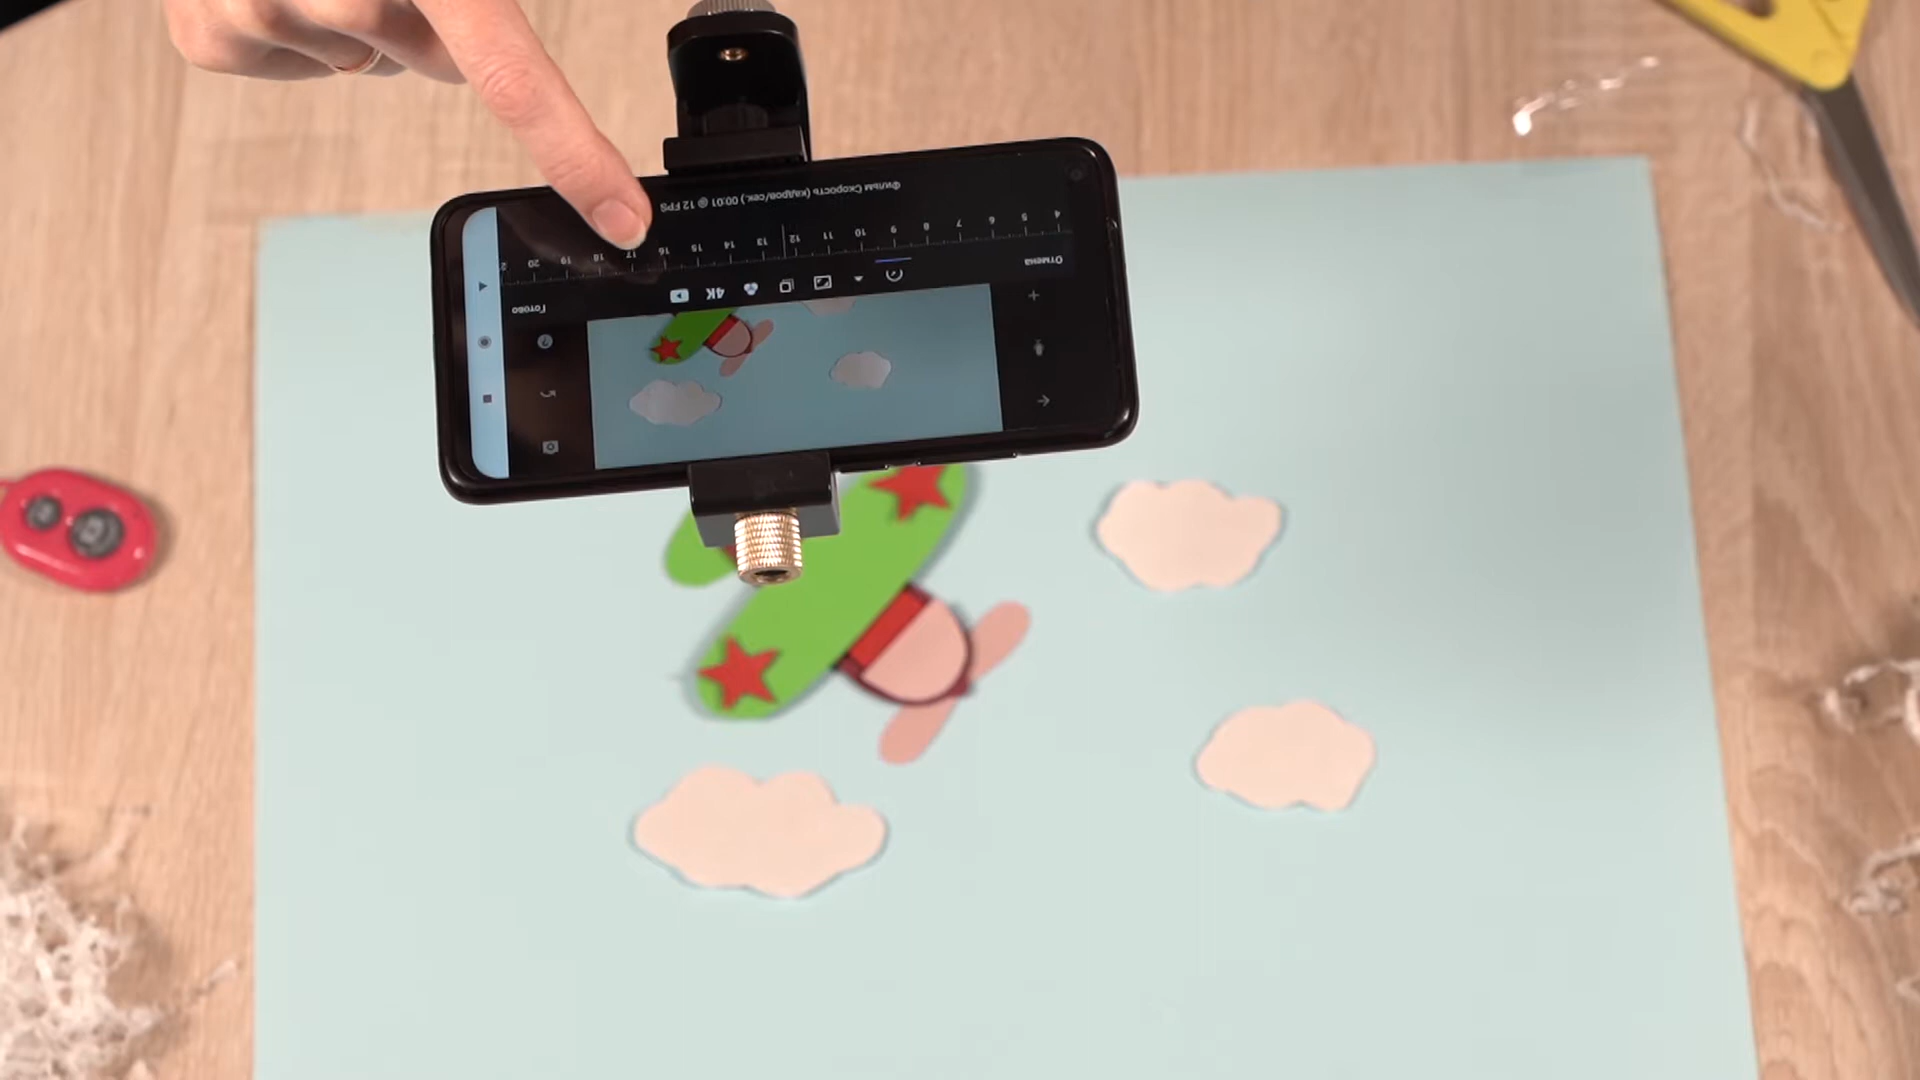 Отмена
4 5 6 7 8 9 10 11 12 13 14 15 16 17 18 19 20
Фильм Скорость (кадров/сек.) 00:01 @ 12 FPS
4K
Готово